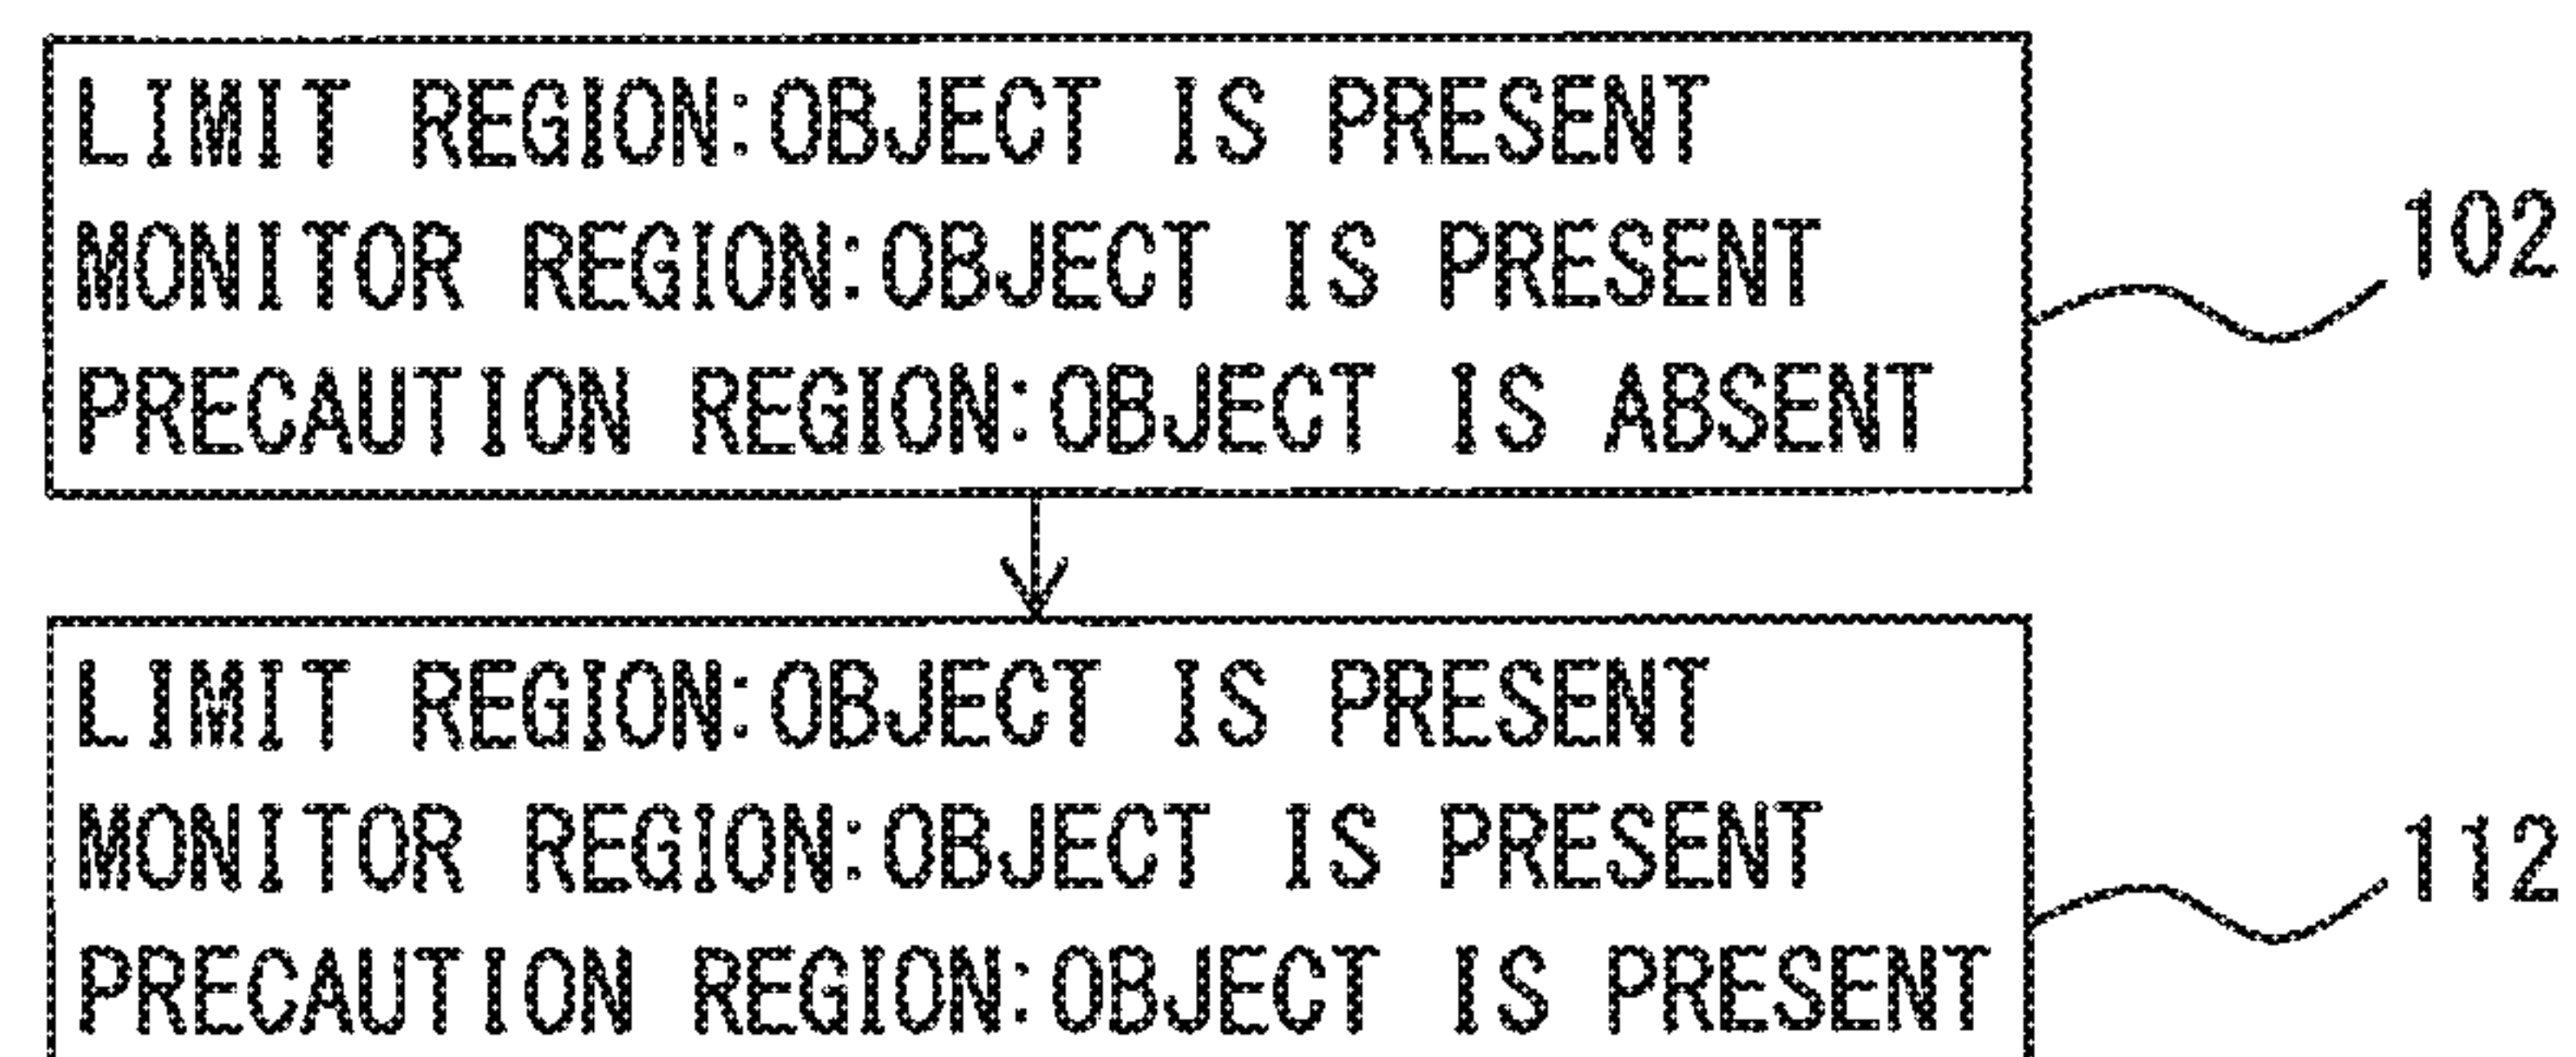 LIMIT REGION:OBJECT IS PRESENT
MONITOR REGION:OBJECT IS PRESENT
PRECAUTION REGION:OBJECT IS ABSENT
102
LIMIT REGION:OBJECT IS PRESENT
MONITOR REGION:OBJECT IS PRESENT
PRECAUTION REGION:OBJECT IS PRESENT
112